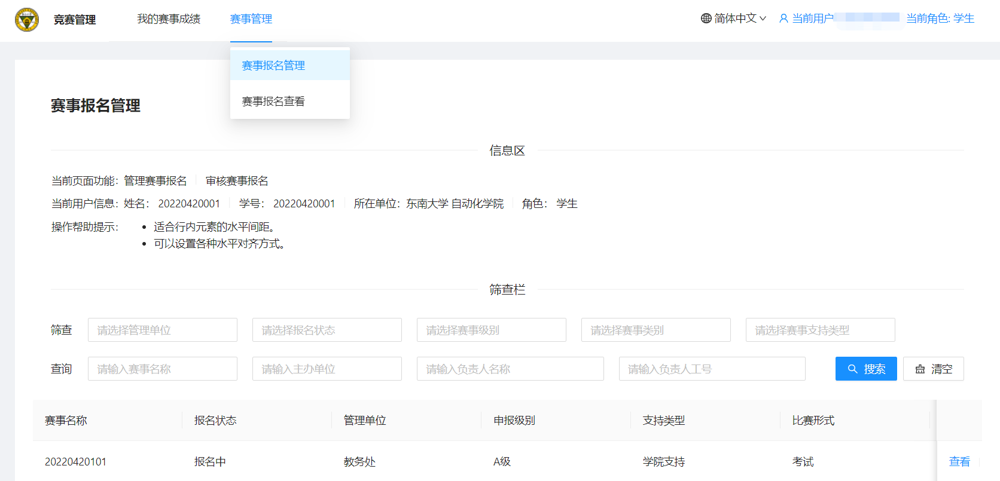 竞赛管理 我的赛事成绩 赛事管理 简体中文 当前用户 当前角色: 学生
赛事报名管理
赛事报名查看
赛事报名管理
信息区
当前页面功能: 管理赛事报名 审核赛事报名
当前用户信息: 姓名: 20220420001 学号: 20220420001 所在单位: 东南大学 自动化学院 角色: 学生
操作帮助提示: • 适合行内元素的水平间距。
• 可以设置各种水平对齐方式。
筛查栏
筛查 请选择管理单位 请选择报名状态 请选择赛事级别 请选择赛事类别 请选择赛事支持类型
查询 请输入赛事名称 请输入主办单位 请输入负责人名称 请输入负责人工号 搜索 清空
赛事名称 报名状态 管理单位 申报级别 支持类型 比赛形式
20220420101 报名中 教务处 A级 学院支持 考试 查看